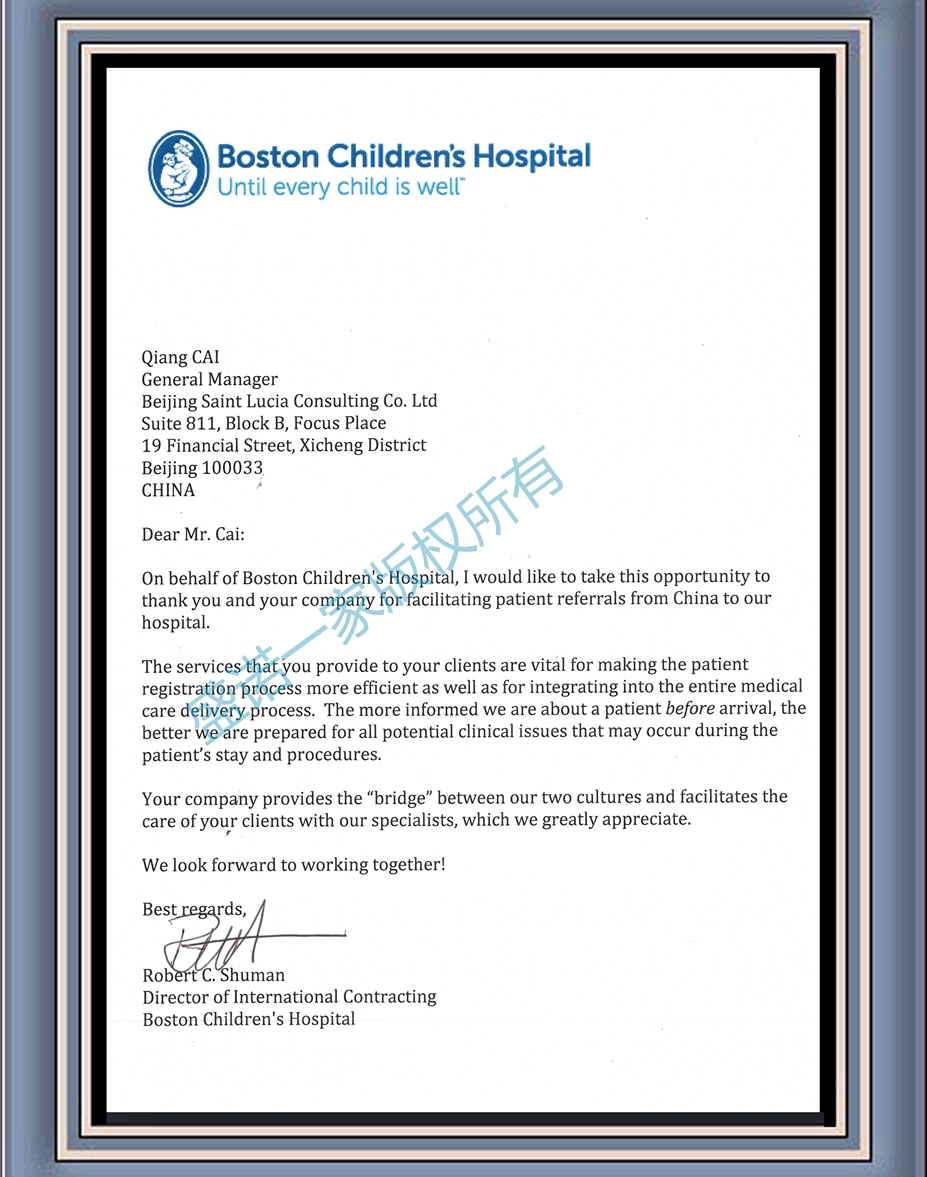 Boston Children's Hospital
Until every child is well™
Qiang CAI
General Manager
Beijing Saint Lucia Consulting Co. Ltd
Suite 811, Block B, Focus Place
19 Financial Street, Xicheng District
Beijing 100033
CHINA
Dear Mr. Cai:
On behalf of Boston Children's Hospital, I would like to take this opportunity to
thank you and your company for facilitating patient referrals from China to our
hospital.
The services that you provide to your clients are vital for making the patient
registration process more efficient as well as for integrating into the entire medical
care delivery process.  The more informed we are about a patient before arrival, the
better we are prepared for all potential clinical issues that may occur during the
patient's stay and procedures.
Your company provides the “bridge” between our two cultures and facilitates the
care of your clients with our specialists, which we greatly appreciate.
We look forward to working together!
Best regards,
Robert C. Shuman
Director of International Contracting
Boston Children's Hospital
盛诺一家版权所有